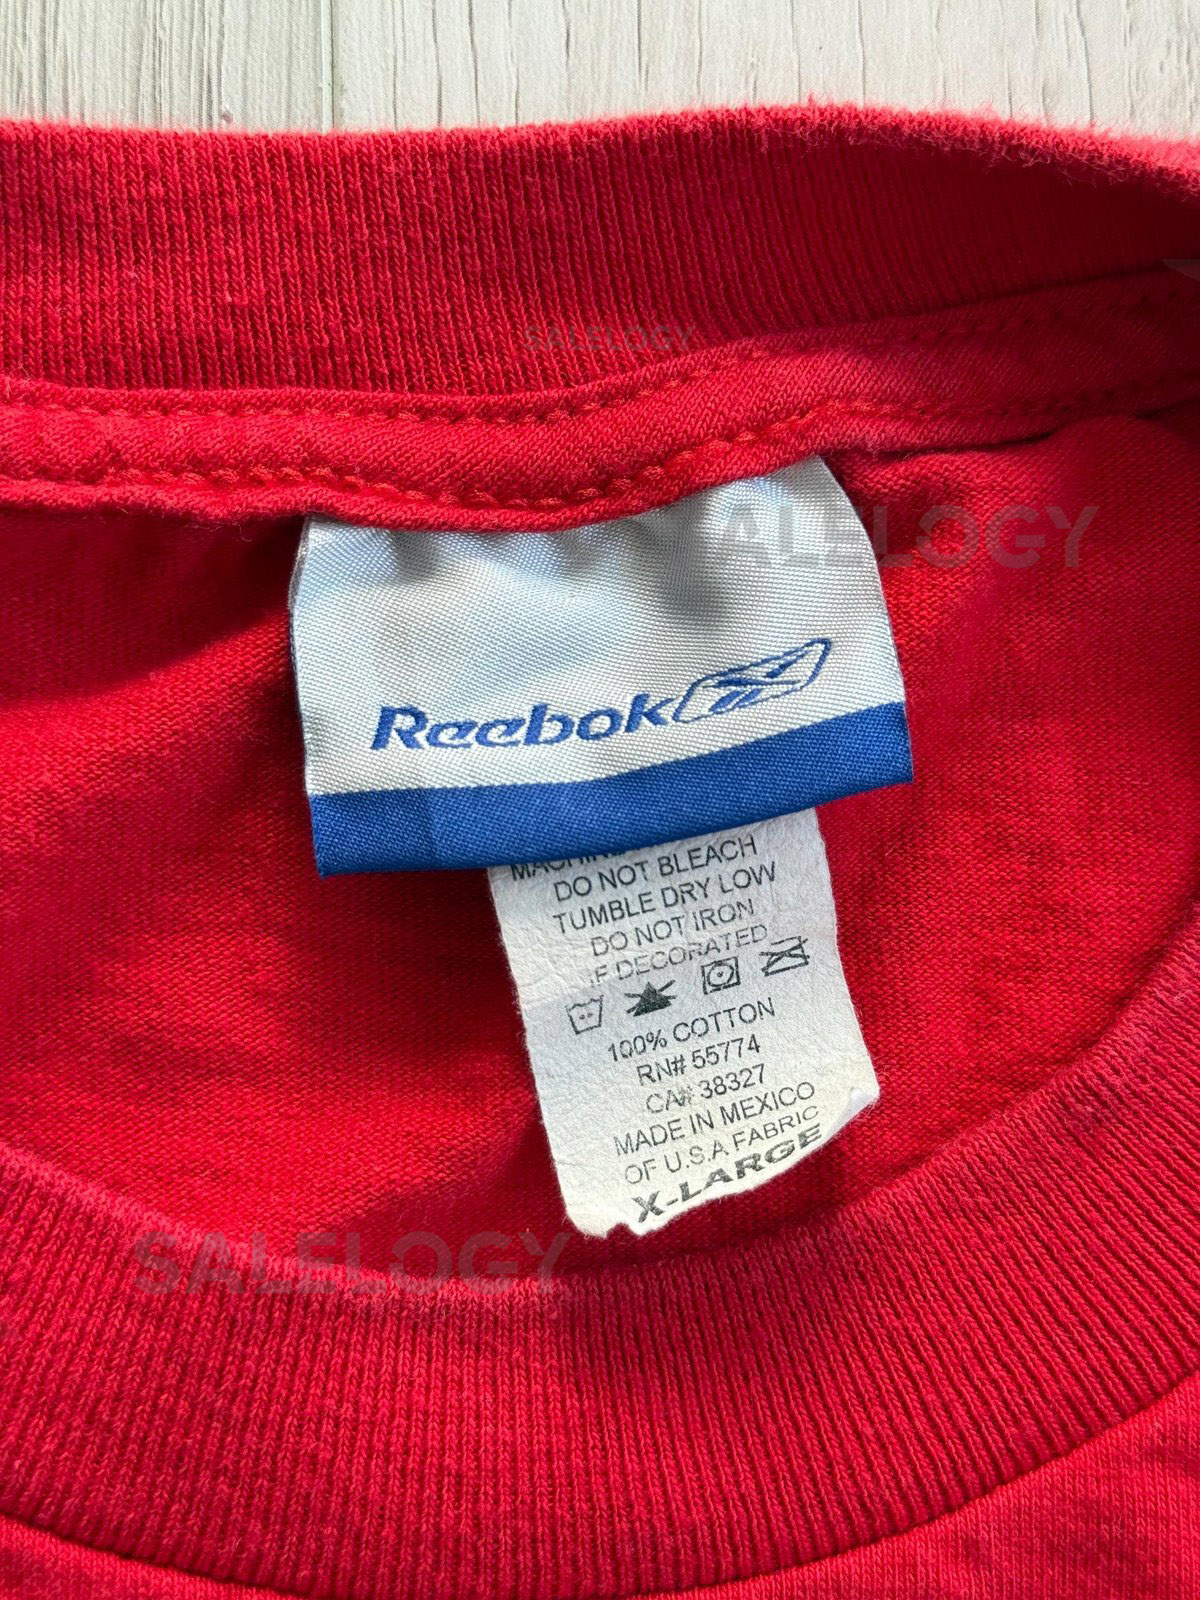 SALELOGY
SALELOGY
Reebok
DO NOT BLEACH
TUMBLE DRY LOW
DO NOT IRON
IF DECORATED
100% COTTON
RN# 55774
CA# 38327
MADE IN MEXICO
OF U.S.A FABRIC
X-LARGE
SALELOGY